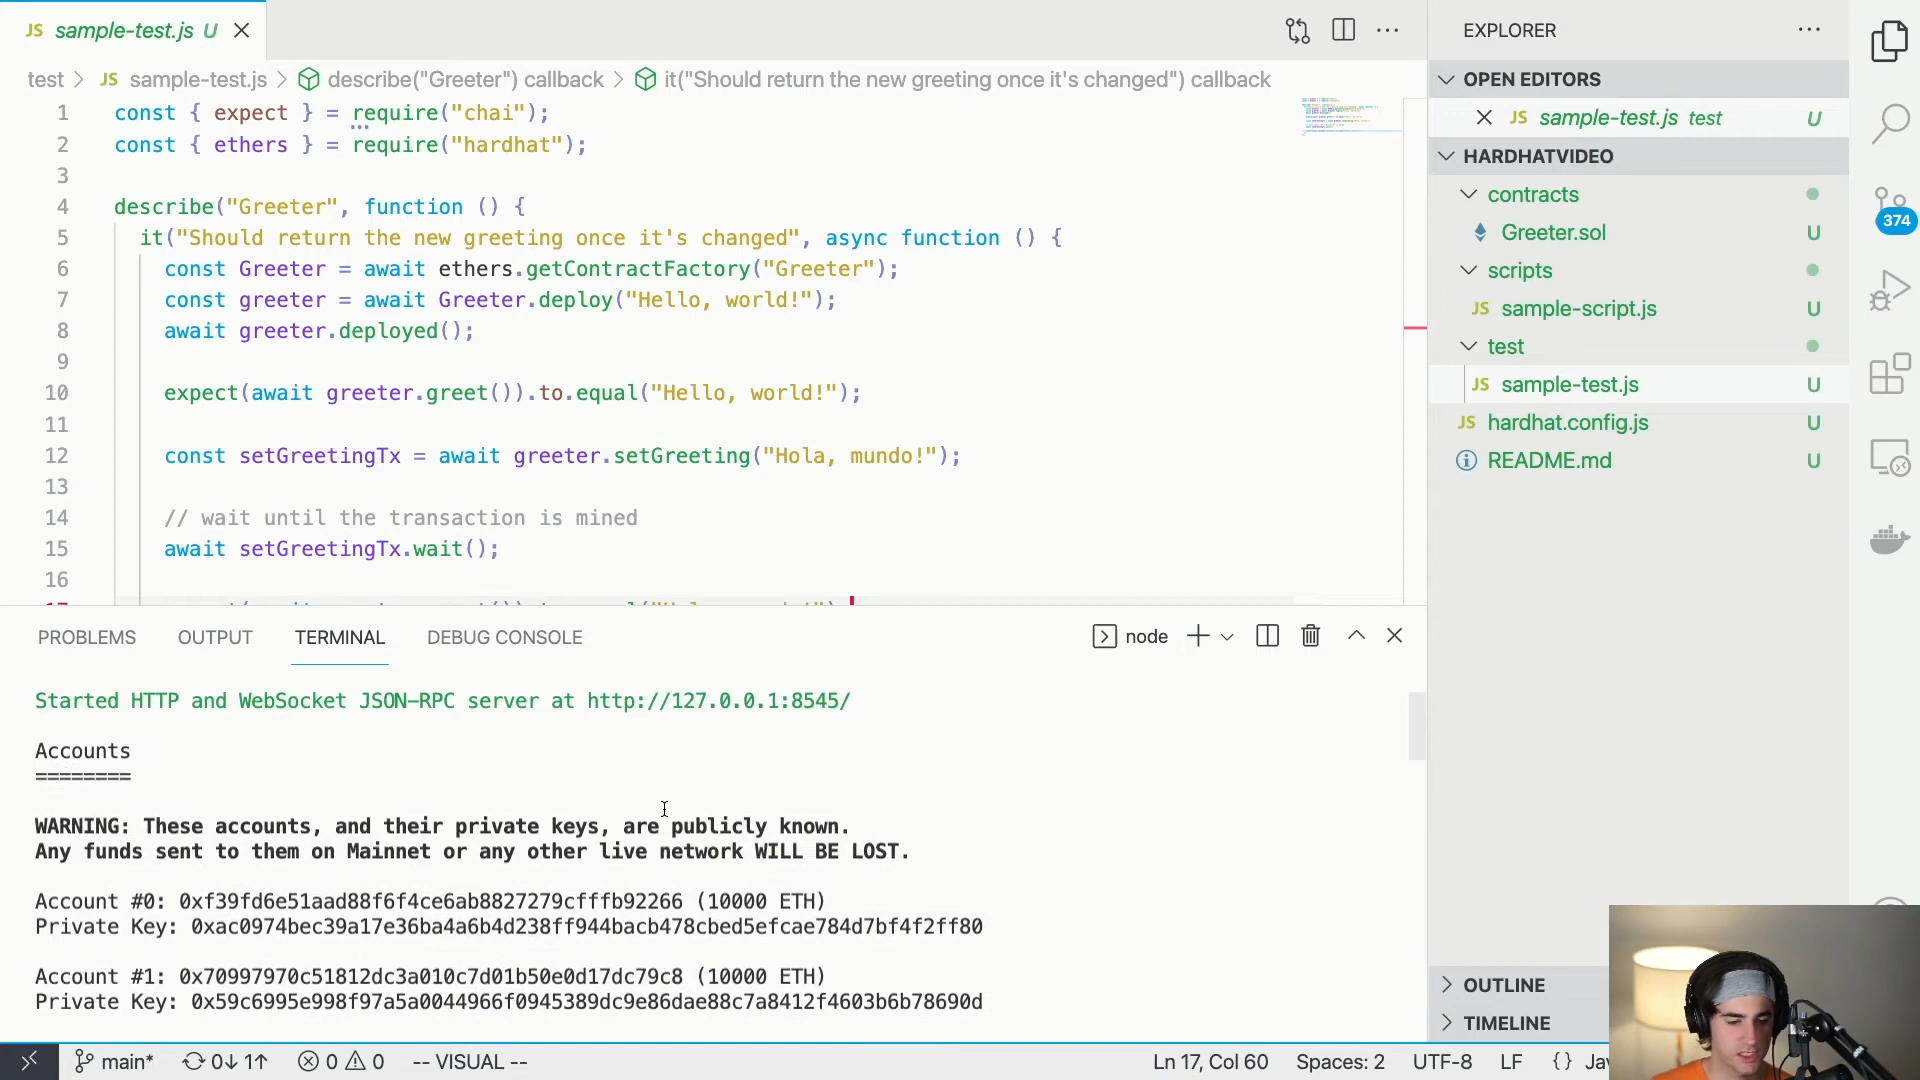 JS sample-test.js U
test > JS sample-test.js > describe("Greeter") callback > it("Should return the new greeting once it's changed") callback
1 const { expect } = require("chai");
2 const { ethers } = require("hardhat");
3
4 describe("Greeter", function () {
5 it("Should return the new greeting once it's changed", async function () {
6 const Greeter = await ethers.getContractFactory("Greeter");
7 const greeter = await Greeter.deploy("Hello, world!");
8 await greeter.deployed();
9
10 expect(await greeter.greet()).to.equal("Hello, world!");
11
12 const setGreetingTx = await greeter.setGreeting("Hola, mundo!");
13
14 // wait until the transaction is mined
15 await setGreetingTx.wait();
16
PROBLEMS OUTPUT TERMINAL DEBUG CONSOLE
node
Started HTTP and WebSocket JSON-RPC server at http://127.0.0.1:8545/
Accounts
========
WARNING: These accounts, and their private keys, are publicly known.
Any funds sent to them on Mainnet or any other live network WILL BE LOST.
Account #0: 0xf39fd6e51aad88f6f4ce6ab8827279cfffb92266 (10000 ETH)
Private Key: 0xac0974bec39a17e36ba4a6b4d238ff944bacb478cbed5efcae784d7bf4f2ff80
Account #1: 0x70997970c51812dc3a010c7d01b50e0d17dc79c8 (10000 ETH)
Private Key: 0x59c6995e998f97a5a0044966f0945389dc9e86dae88c7a8412f4603b6b78690d
EXPLORER
OPEN EDITORS
JS sample-test.js test U
HARDHATVIDEO
contracts
Greeter.sol U
scripts
JS sample-script.js U
test
JS sample-test.js U
JS hardhat.config.js U
README.md U
OUTLINE
TIMELINE
374
main* 0↓ 1↑ 0 0 -- VISUAL --
Ln 17, Col 60 Spaces: 2 UTF-8 LF {}